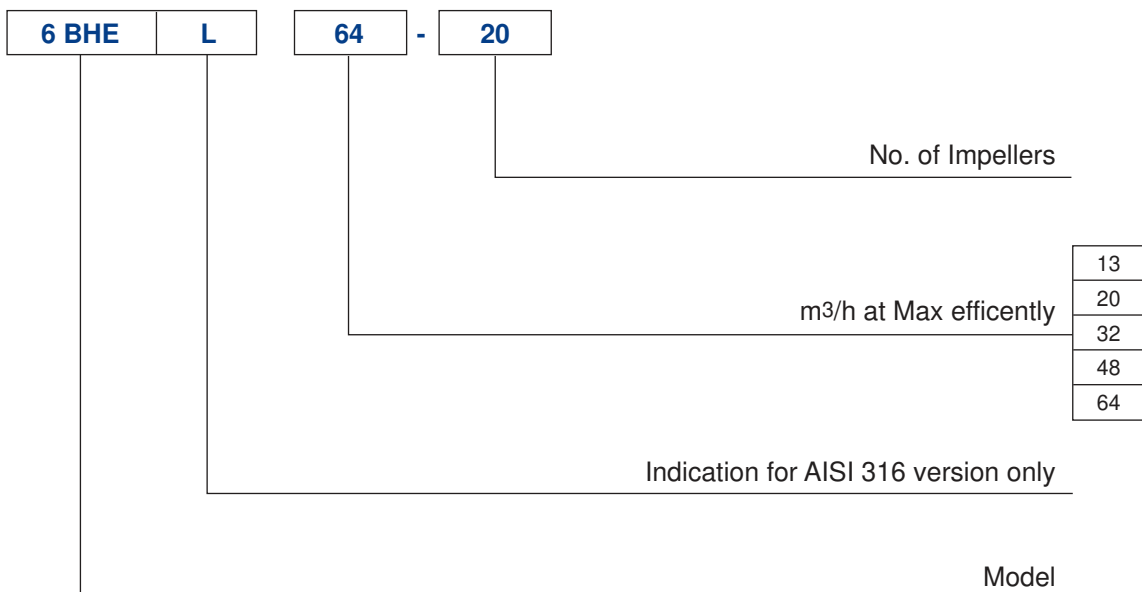 6 BHE L 64 - 20
No. of Impellers
13
20
m3/h at Max efficently
32
48
64
Indication for AISI 316 version only
Model